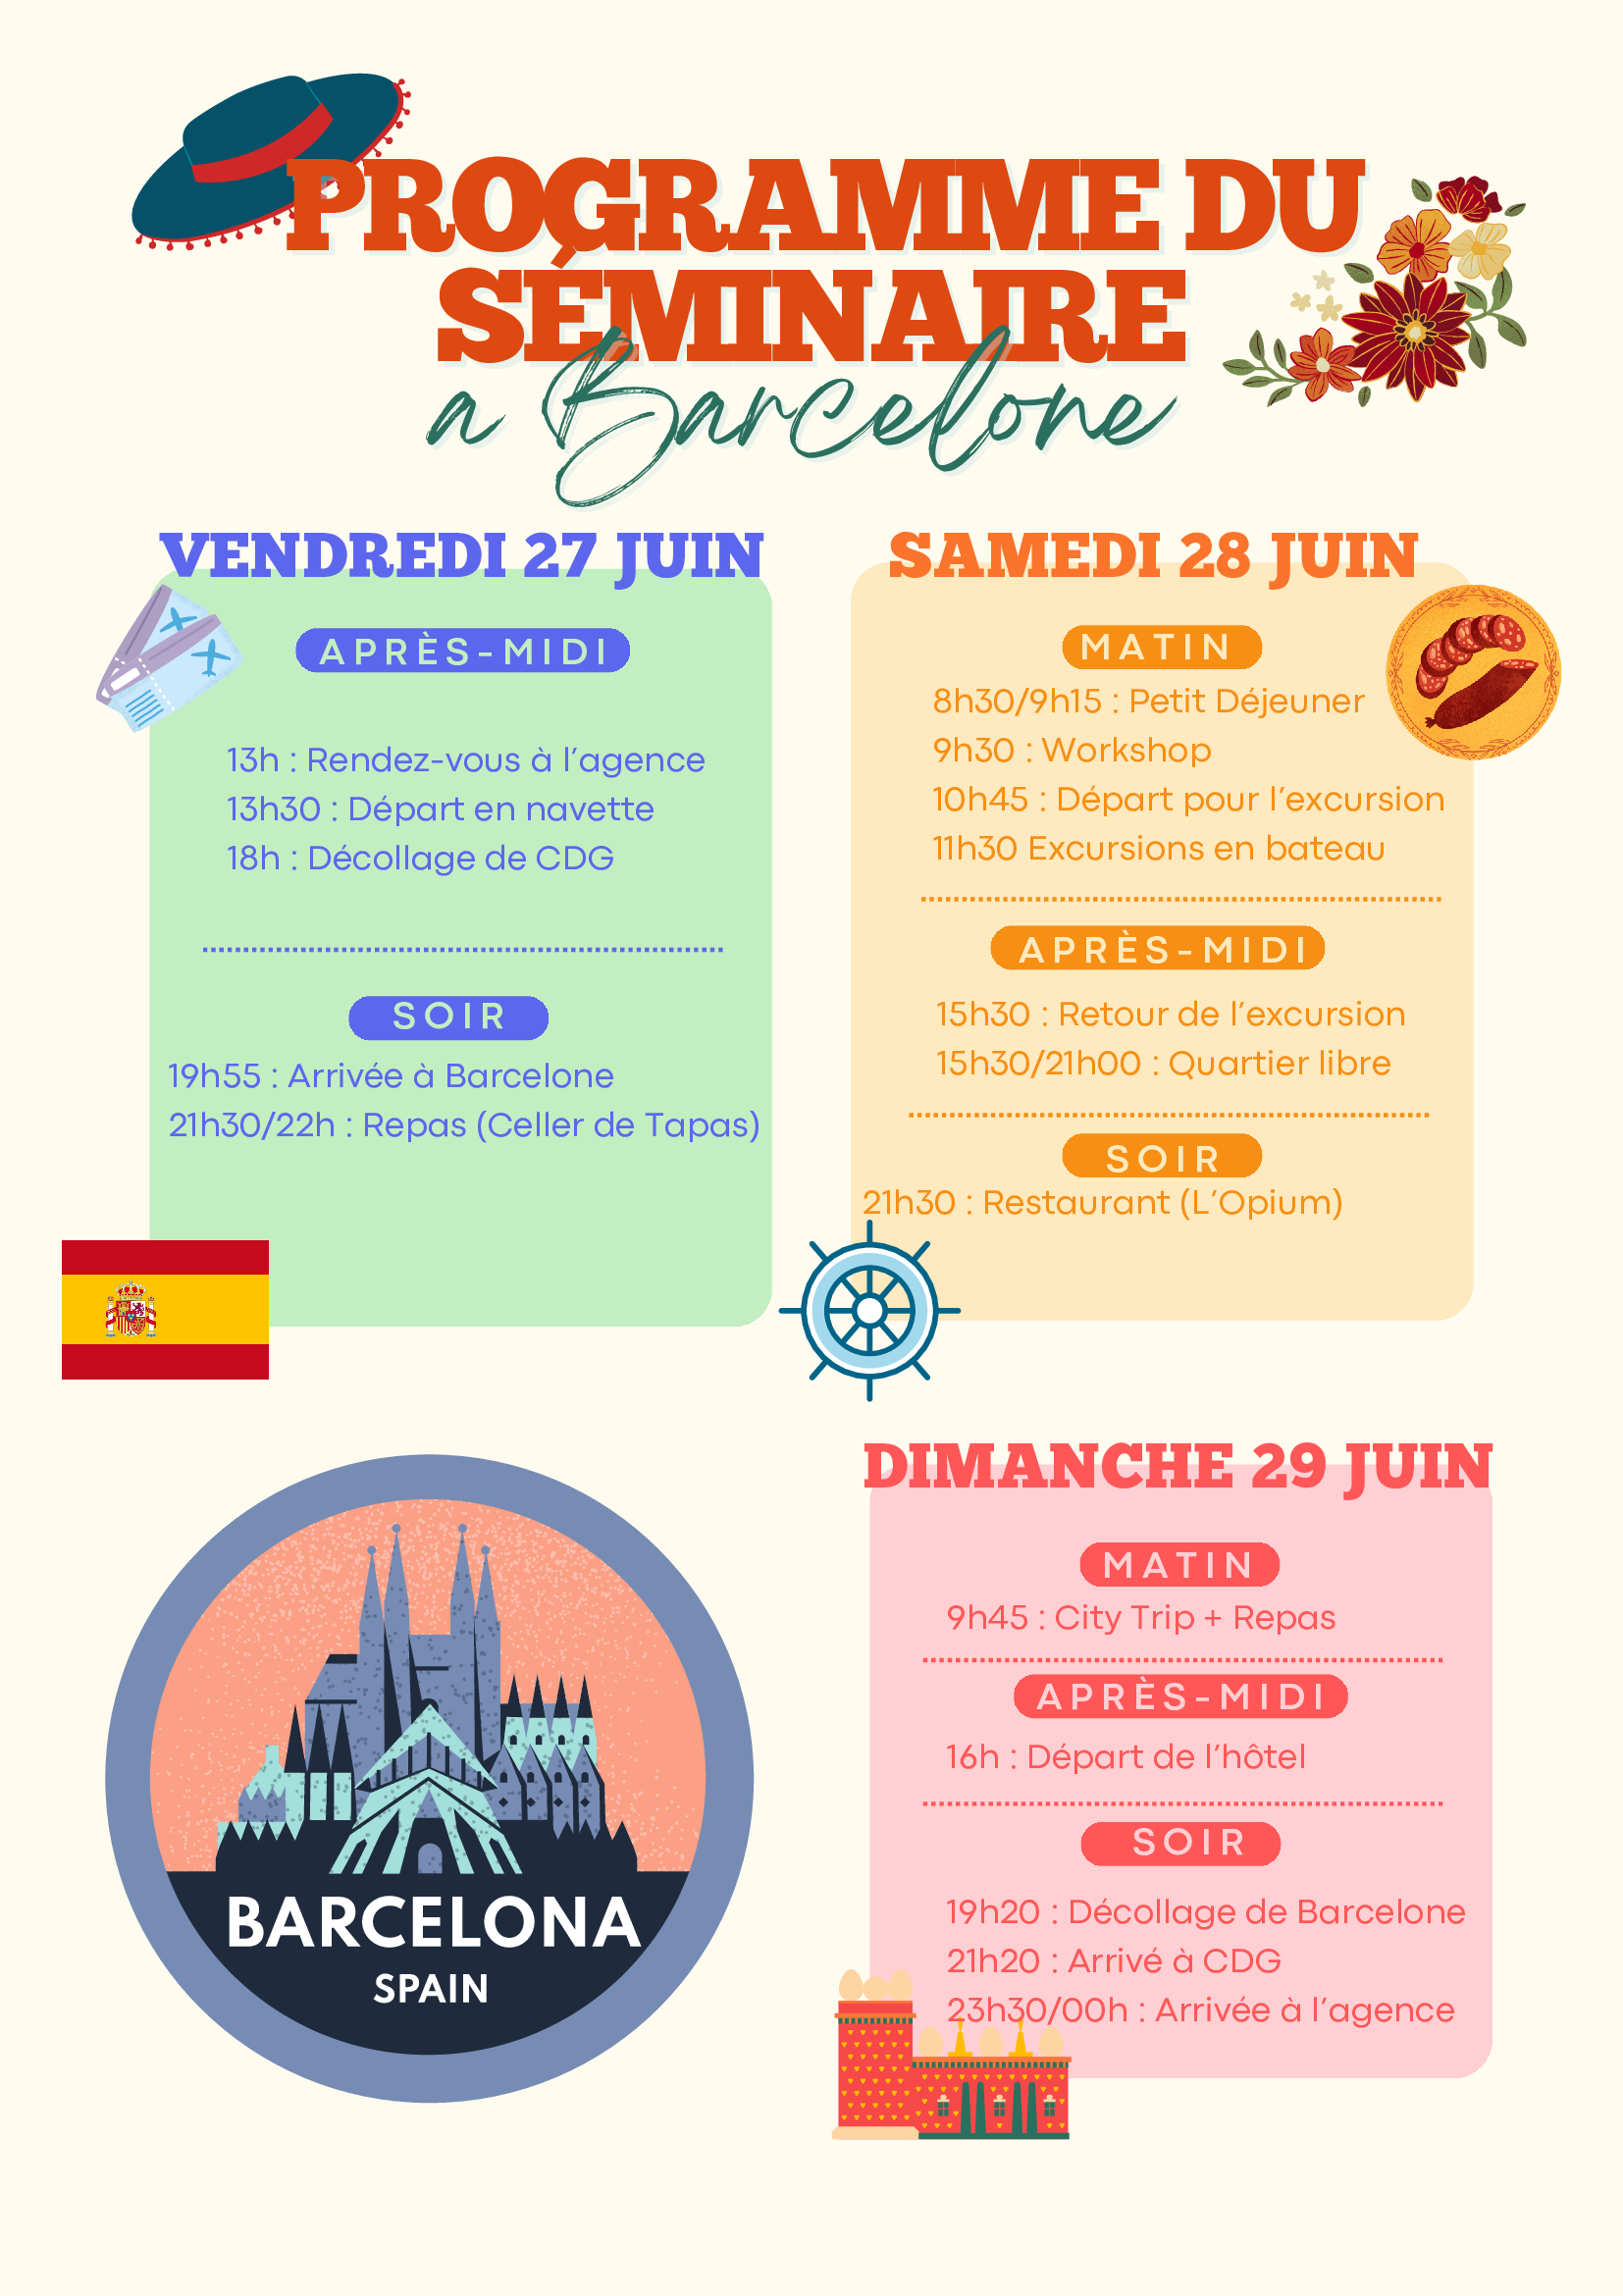 PROGRAMME DU
SÉMINAIRE
a Barcelone
VENDREDI 27 JUIN
APRÈS-MIDI
13h : Rendez-vous à l'agence
13h30 : Départ en navette
18h : Décollage de CDG
SOIR
19h55 : Arrivée à Barcelone
21h30/22h : Repas (Celler de Tapas)
SAMEDI 28 JUIN
MATIN
8h30/9h15 : Petit Déjeuner
9h30 : Workshop
10h45 : Départ pour l'excursion
11h30 Excursions en bateau
APRÈS-MIDI
15h30 : Retour de l'excursion
15h30/21h00 : Quartier libre
SOIR
21h30 : Restaurant (L'Opium)
BARCELONA
SPAIN
DIMANCHE 29 JUIN
MATIN
9h45 : City Trip + Repas
APRÈS-MIDI
16h : Départ de l'hôtel
SOIR
19h20 : Décollage de Barcelone
21h20 : Arrivé à CDG
23h30/00h : Arrivée à l'agence